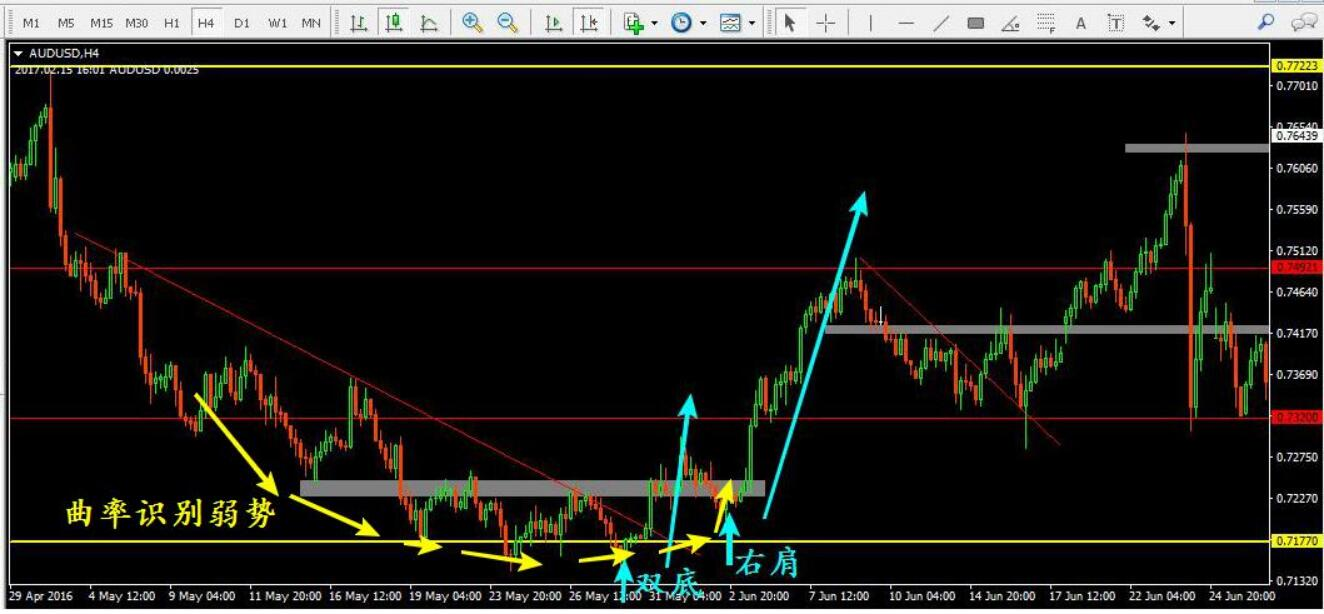 M1 M5 M15 M30 H1 H4 D1 W1 MN
A T
AUDUSD,H4
2017.02.15 16:01 AUDUSD 0.0025
0.77223
0.77010
0.76540
0.76439
0.76060
0.75590
0.75120
0.74921
0.74640
0.74170
0.73690
0.73200
0.72750
0.72270
曲率识别弱势
0.71770
右肩
双底
0.71320
29 Apr 2016 4 May 12:00 9 May 04:00 11 May 20:00 16 May 12:00 19 May 04:00 23 May 20:00 26 May 12:00 31 May 04:00 2 Jun 20:00 7 Jun 12:00 10 Jun 04:00 14 Jun 20:00 17 Jun 12:00 22 Jun 04:00 24 Jun 20:00